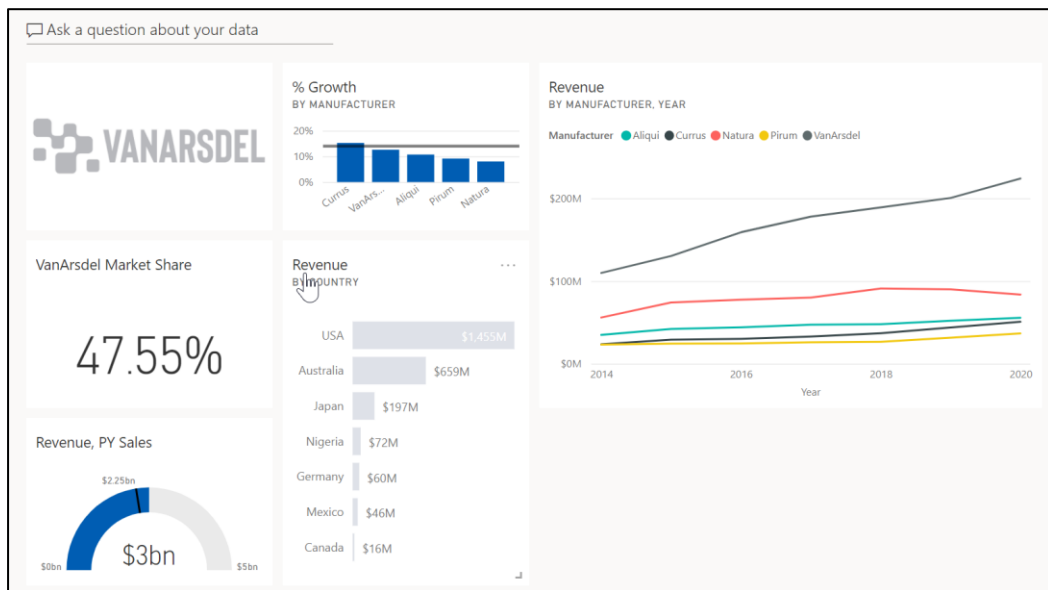 Ask a question about your data
VANARSDEL
% Growth
BY MANUFACTURER
20%
10%
0%
Currus
VanArs...
Aliqui
Pirum
Natura
Revenue
BY MANUFACTURER, YEAR
Manufacturer Aliqui Currus Natura Pirum VanArsdel
$200M
$100M
$0M
2014 2016 2018 2020
Year
VanArsdel Market Share
47.55%
Revenue
...
BY COUNTRY
USA $1,455M
Australia $659M
Japan $197M
Nigeria $72M
Germany $60M
Mexico $46M
Canada $16M
Revenue, PY Sales
$2.25bn
$3bn
$0bn $5bn